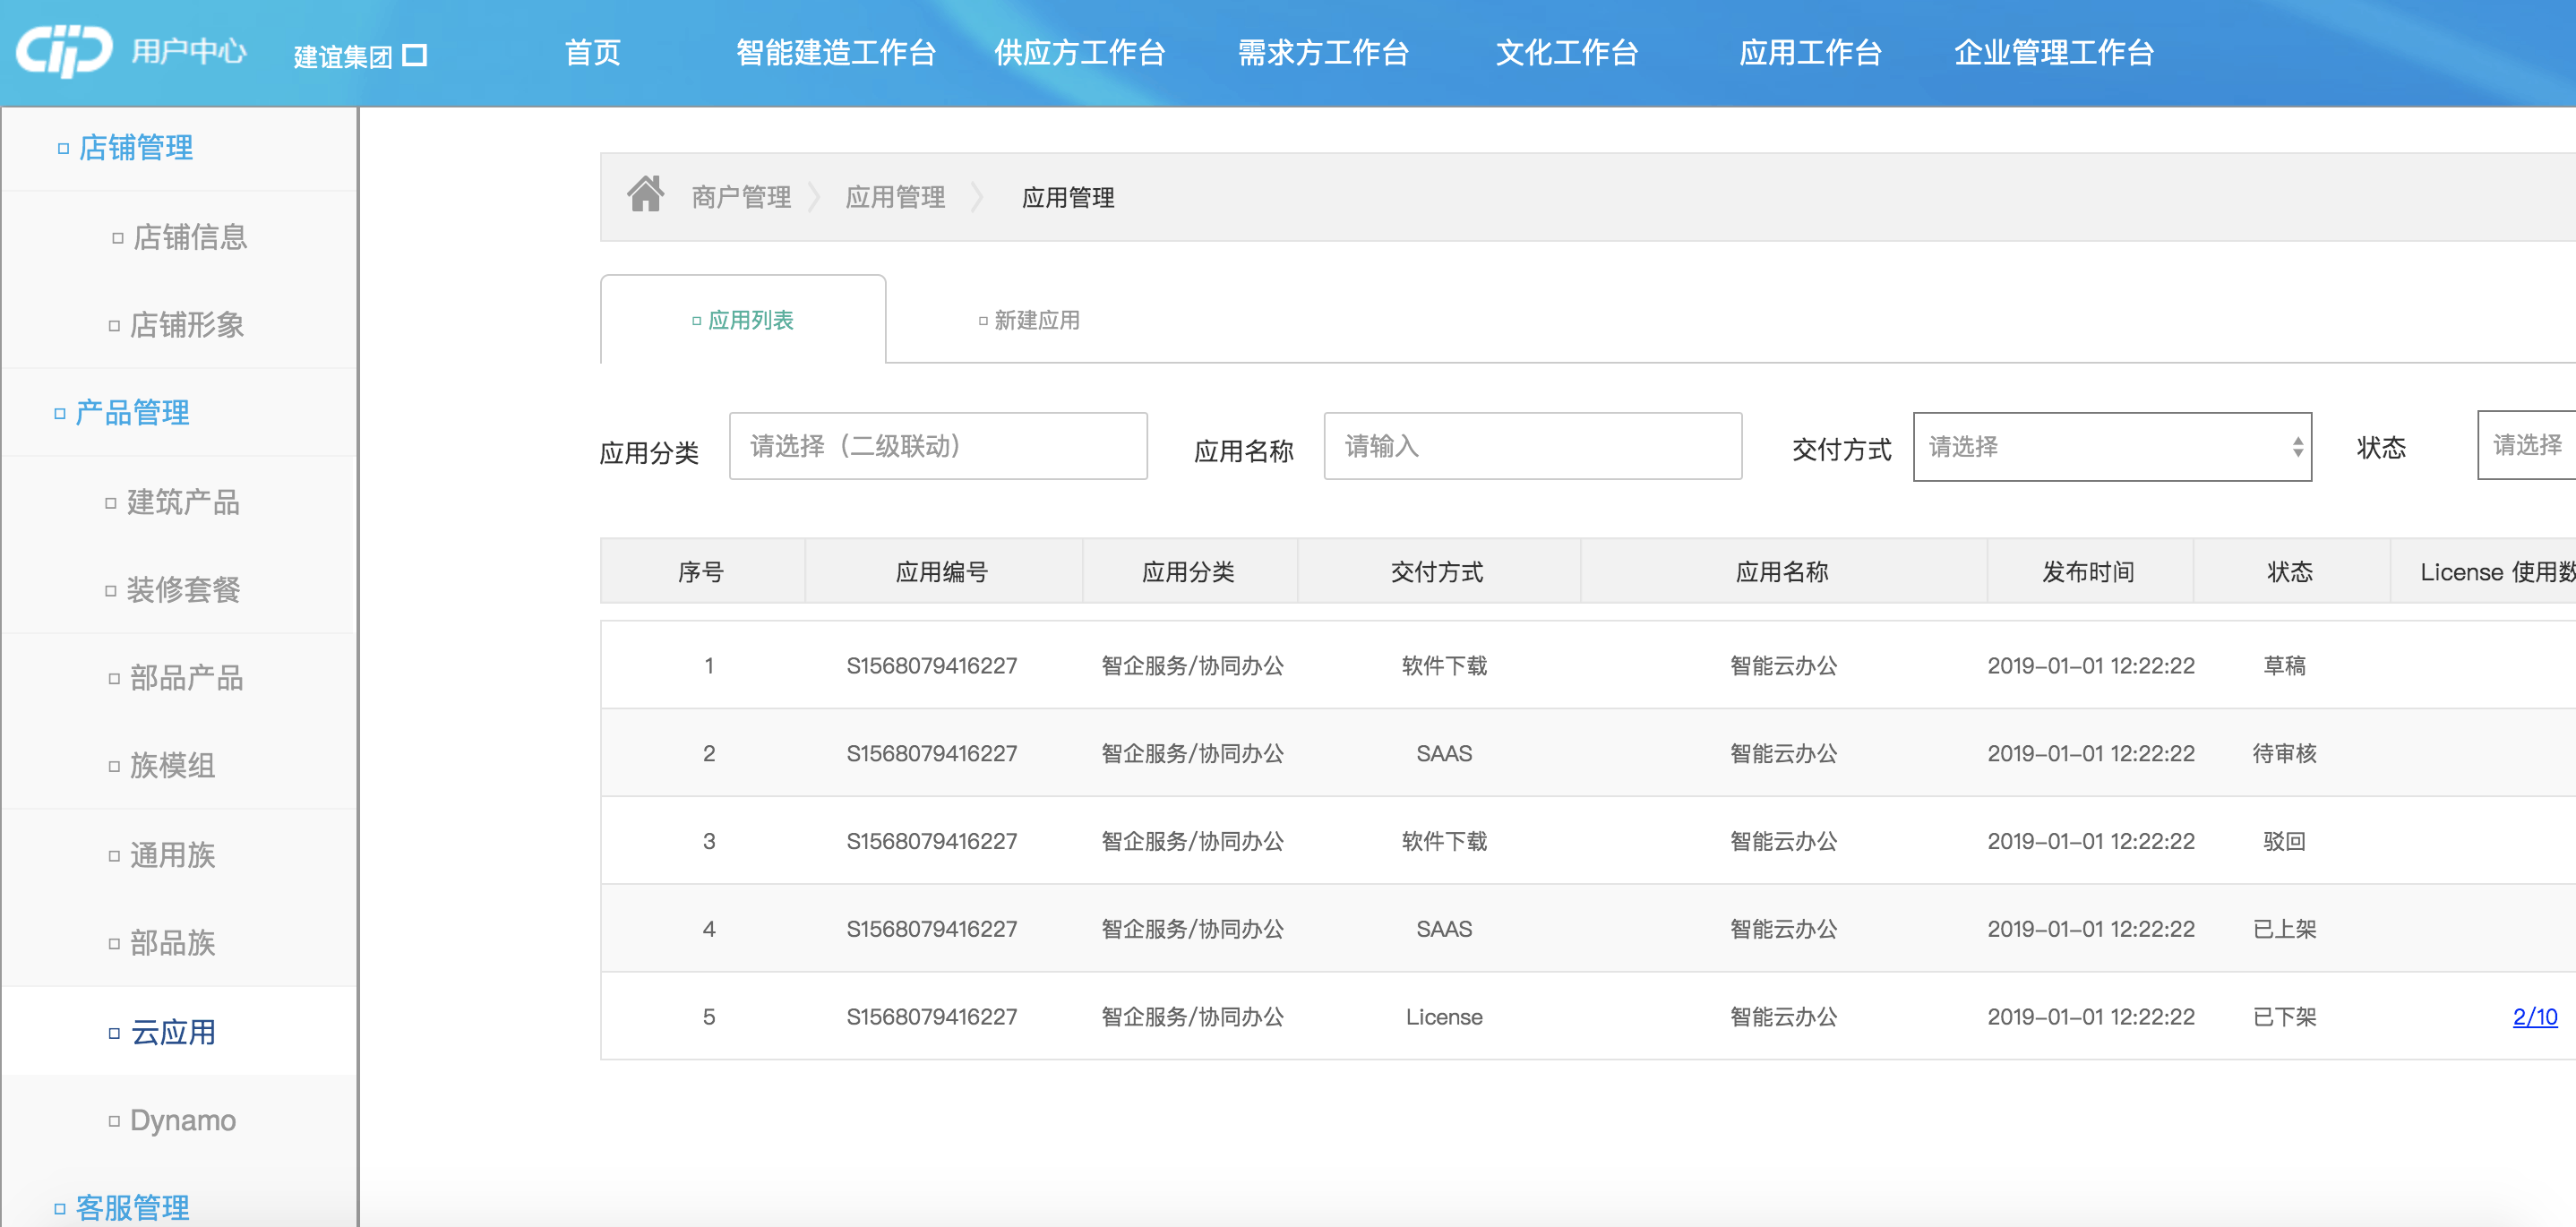 CIP 用户中心 建谊集团 首页 智能建造工作台 供应方工作台 需求方工作台 文化工作台 应用工作台 企业管理工作台
店铺管理
店铺信息
店铺形象
产品管理
建筑产品
装修套餐
部品产品
族模组
通用族
部品族
云应用
Dynamo
客服管理
商户管理 应用管理 应用管理
应用列表 新建应用
应用分类 请选择（二级联动） 应用名称 请输入 交付方式 请选择 状态 请选择
序号 应用编号 应用分类 交付方式 应用名称 发布时间 状态 License 使用数
1 S1568079416227 智企服务/协同办公 软件下载 智能云办公 2019-01-01 12:22:22 草稿
2 S1568079416227 智企服务/协同办公 SAAS 智能云办公 2019-01-01 12:22:22 待审核
3 S1568079416227 智企服务/协同办公 软件下载 智能云办公 2019-01-01 12:22:22 驳回
4 S1568079416227 智企服务/协同办公 SAAS 智能云办公 2019-01-01 12:22:22 已上架
5 S1568079416227 智企服务/协同办公 License 智能云办公 2019-01-01 12:22:22 已下架 2/10